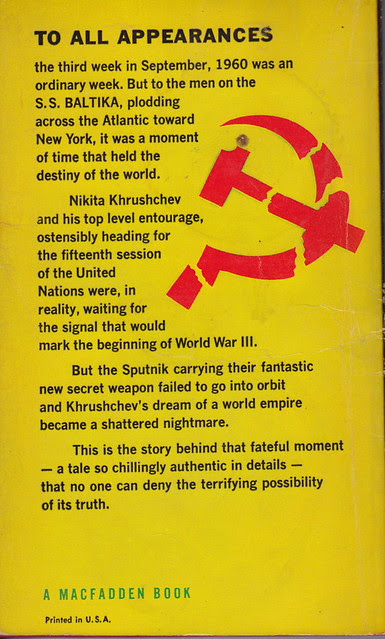 TO ALL APPEARANCES
the third week in September, 1960 was an
ordinary week. But to the men on the
S.S. BALTIKA, plodding
across the Atlantic toward
New York, it was a moment
of time that held the
destiny of the world.
Nikita Khrushchev
and his top level entourage,
ostensibly heading for
the fifteenth session
of the United
Nations were, in
reality, waiting for
the signal that would
mark the beginning of World War III.
But the Sputnik carrying their fantastic
new secret weapon failed to go into orbit
and Khrushchev's dream of a world empire
became a shattered nightmare.
This is the story behind that fateful moment
— a tale so chillingly authentic in details —
that no one can deny the terrifying possibility
of its truth.
A MACFADDEN BOOK
Printed in U.S.A.